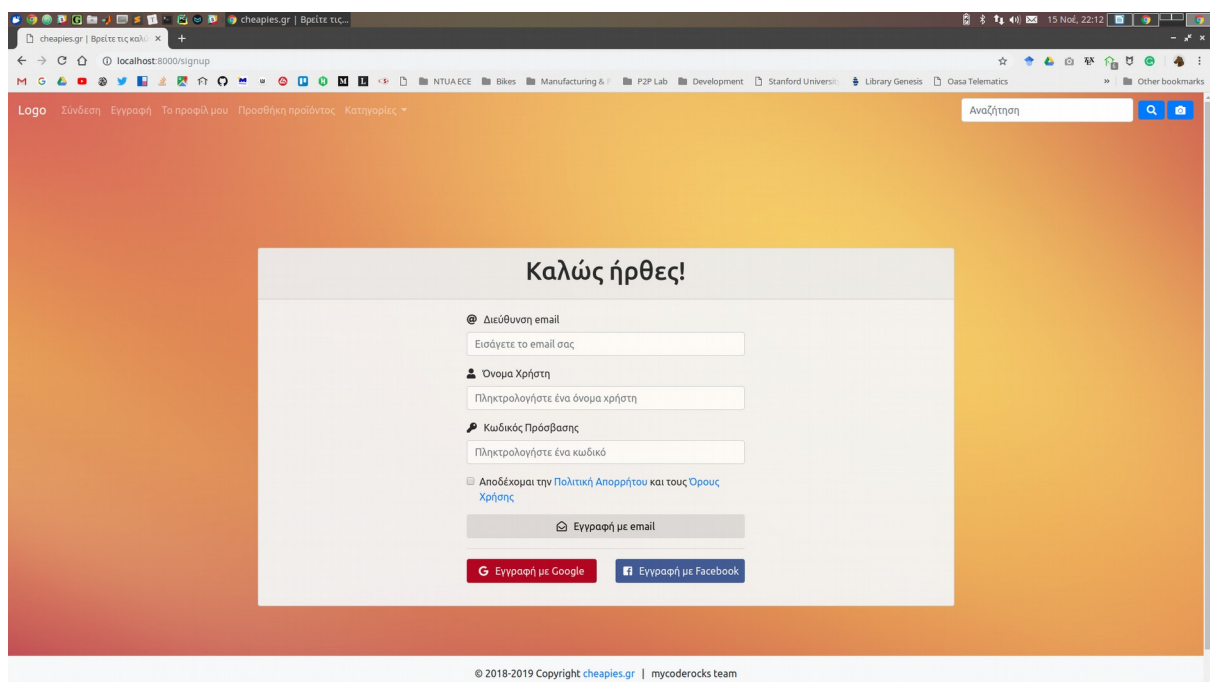 cheapies.gr | Βρείτε τις...
15 Νοέ, 22:12
cheapies.gr | Βρείτε τις καλύ
localhost:8000/signup
NTUA ECE Bikes Manufacturing & P2P Lab Development Stanford Universit Library Genesis Oasa Telematics » Other bookmarks
Logo Σύνδεση Εγγραφή Το προφίλ μου Προσθήκη προϊόντος Κατηγορίες
Αναζήτηση
Καλώς ήρθες!
Διεύθυνση email
Εισάγετε το email σας
Όνομα Χρήστη
Πληκτρολογήστε ένα όνομα χρήστη
Κωδικός Πρόσβασης
Πληκτρολογήστε ένα κωδικό
Αποδέχομαι την Πολιτική Απορρήτου και τους Όρους
Χρήσης
Εγγραφή με email
Εγγραφή με Google
Εγγραφή με Facebook
© 2018-2019 Copyright cheapies.gr | mycoderocks team